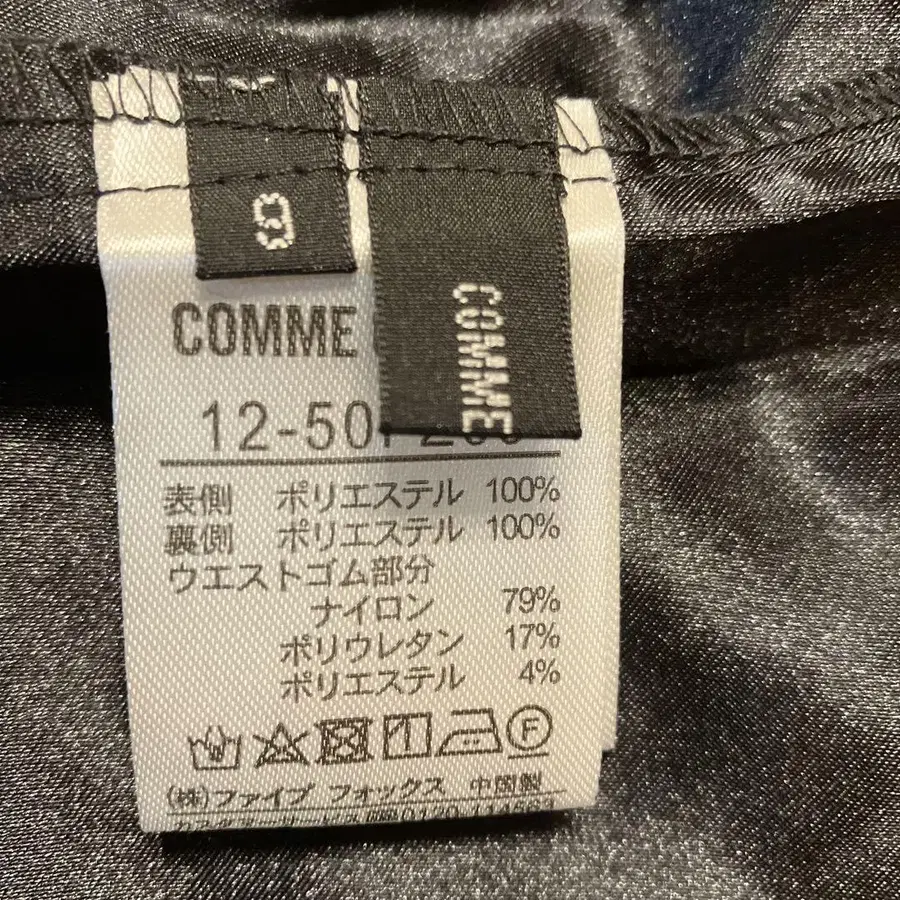 9
COMME
COMME
12-50
表側 ポリエステル 100%
裏側 ポリエステル 100%
ウエストゴム部分
ナイロン 79%
ポリウレタン 17%
ポリエステル 4%
F
(株)ファイブ フォックス 中国製